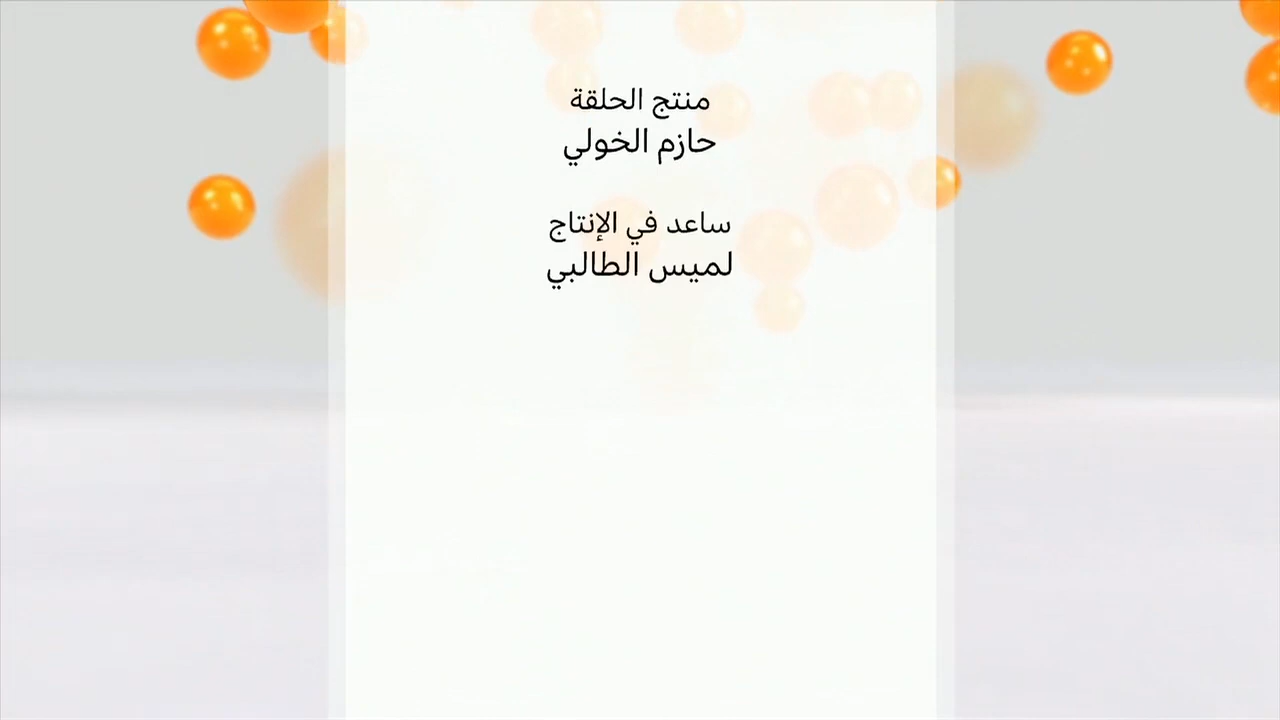 منتج الحلقة
حازم الخولي
ساعد في الإنتاج
لميس الطالبي